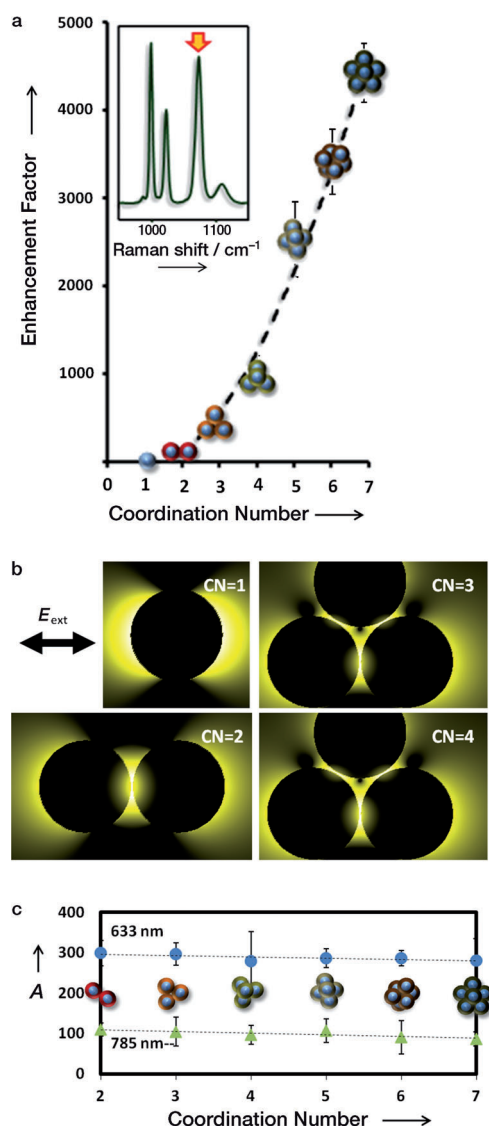 a
5000
4000
3000
2000
1000
Enhancement Factor
1000 1100
Raman shift / cm⁻¹
0 1 2 3 4 5 6 7
Coordination Number
b
E ext
CN=1
CN=3
CN=2
CN=4
c
400
300
200
100
0
A
633 nm
785 nm--
2 3 4 5 6 7
Coordination Number